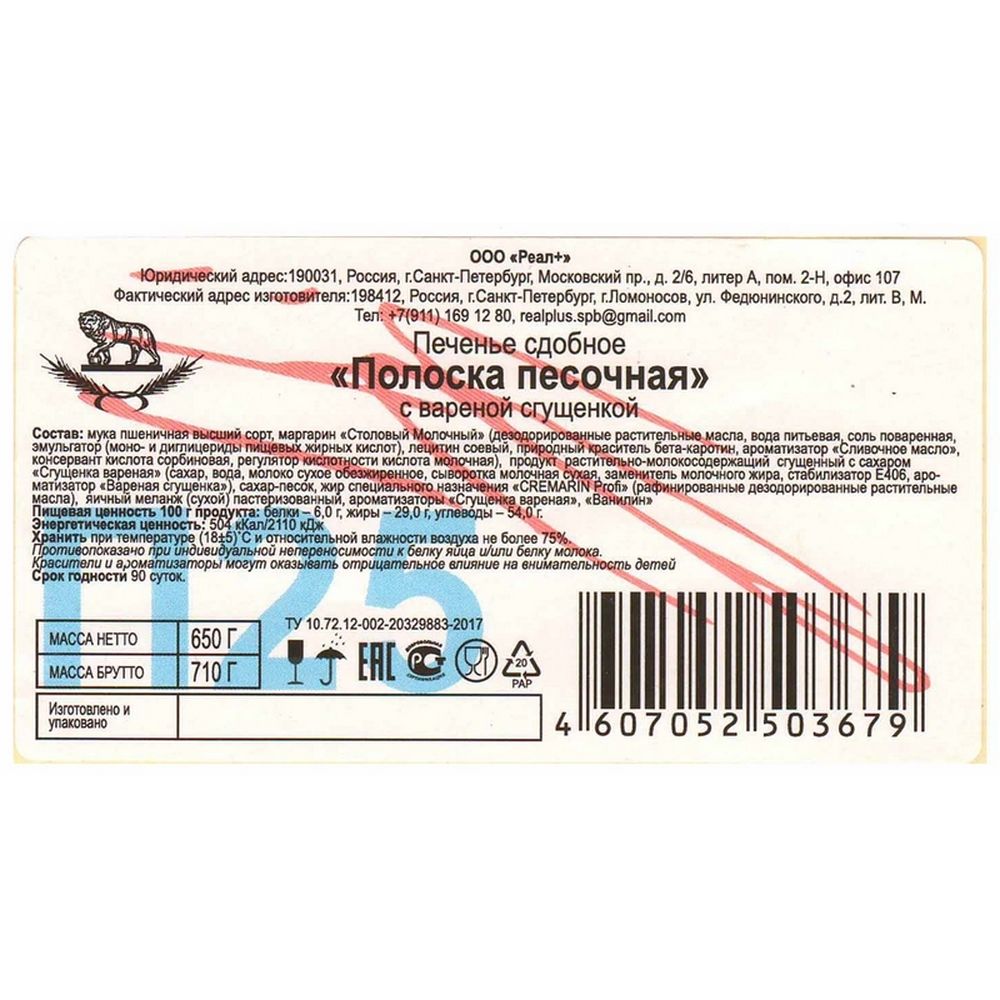 ООО «Реал+»
Юридический адрес:190031, Россия, г.Санкт-Петербург, Московский пр., д. 2/6, литер А, пом. 2-Н, офис 107
Фактический адрес изготовителя:198412, Россия, г.Санкт-Петербург, г.Ломоносов, ул. Федюнинского, д.2, лит. В, М.
Тел: +7(911) 169 12 80, realplus.spb@gmail.com
Печенье сдобное
«Полоска песочная»
с вареной сгущенкой
Состав: мука пшеничная высший сорт, маргарин «Столовый Молочный» (дезодорированные растительные масла, вода питьевая, соль поваренная,
эмульгатор (моно- и диглицериды пищевых жирных кислот), лецитин соевый, природный краситель бета-каротин, ароматизатор «Сливочное масло»,
консервант кислота сорбиновая, регулятор кислотности кислота молочная), продукт растительно-молокосодержащий сгущенный с сахаром
«Сгущенка вареная» (сахар, вода, молоко сухое обезжиренное, сыворотка молочная сухая, заменитель молочного жира, стабилизатор Е406, аро-
матизатор «Вареная сгущенка»), сахар-песок, жир специального назначения «CREMARIN Profi» (рафинированные дезодорированные растительные
масла), яичный меланж (сухой) пастеризованный, ароматизаторы «Сгущенка вареная», «Ванилин»
Пищевая ценность 100 г продукта: белки – 6,0 г, жиры – 29,0 г, углеводы – 54,0 г.
Энергетическая ценность: 504 кКал/2110 кДж
Хранить при температуре (18±5)˚С и относительной влажности воздуха не более 75%.
Противопоказано при индивидуальной непереносимости к белку яйца и/или белку молока.
Красители и ароматизаторы могут оказывать отрицательное влияние на внимательность детей
Срок годности 90 суток.
П25
ТУ 10.72.12-002-20329883-2017
МАССА НЕТТО 650 Г
МАССА БРУТТО 710 Г
ЕАС
20
PAP
Изготовлено и
упаковано
4 607052 503679